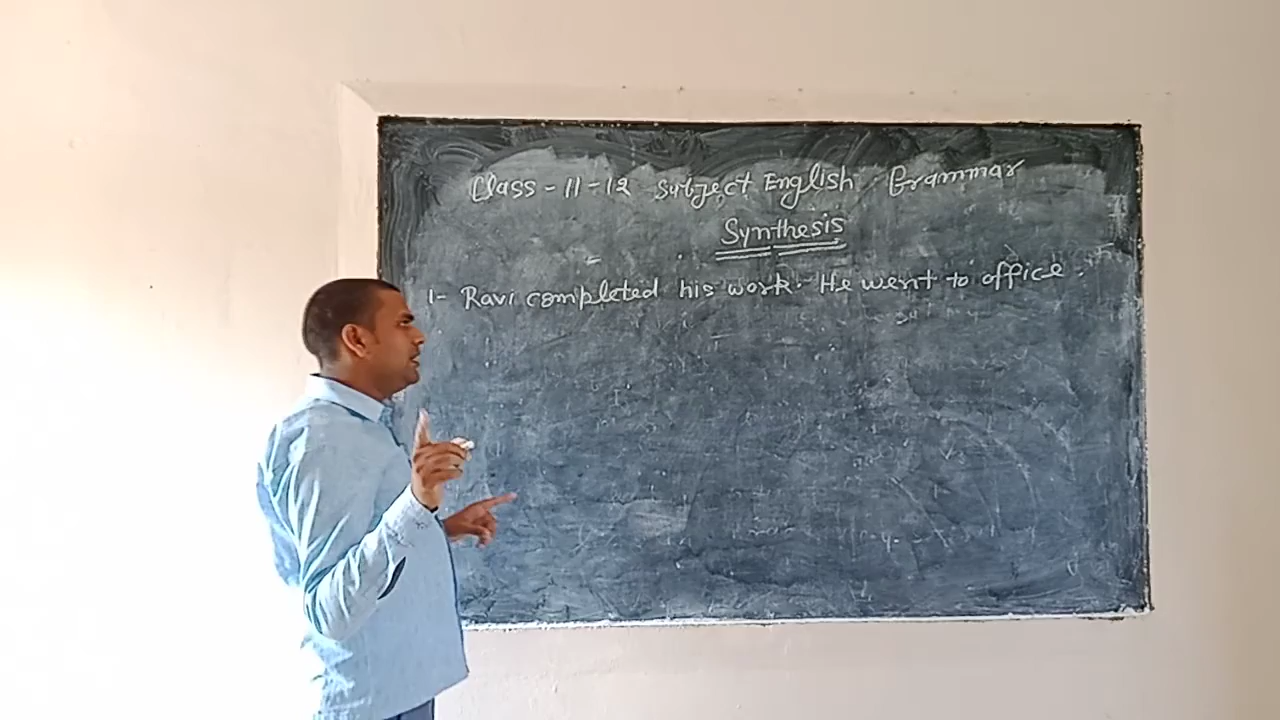 Class - 11 - 12 Subject English Grammar
Synthesis
1- Ravi completed his work. He went to office.